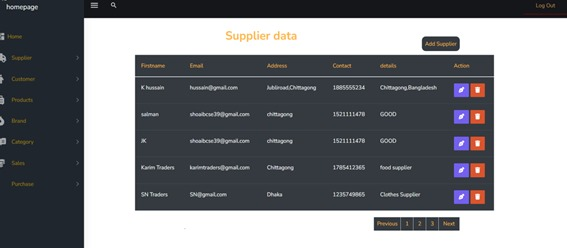 homepage
Log Out
Home
Supplier
Customer
Products
Brand
Category
Sales
Purchase
Supplier data
Add Supplier
Firstname Email Address Contact details Action
K hussain hussain@gmail.com Jubliroad,Chittagong 1885555234 Chittagong,Bangladesh
salman shoaibcse39@gmail.com chittagong 1521111478 GOOD
JK shoaibcse39@gmail.com chittagong 1521111478 GOOD
Karim Traders karimtraders@gmail.com Chittagong 1785412365 food supplier
SN Traders SN@gmail.com Dhaka 1235749865 Clothes Supplier
Previous 1 2 3 Next